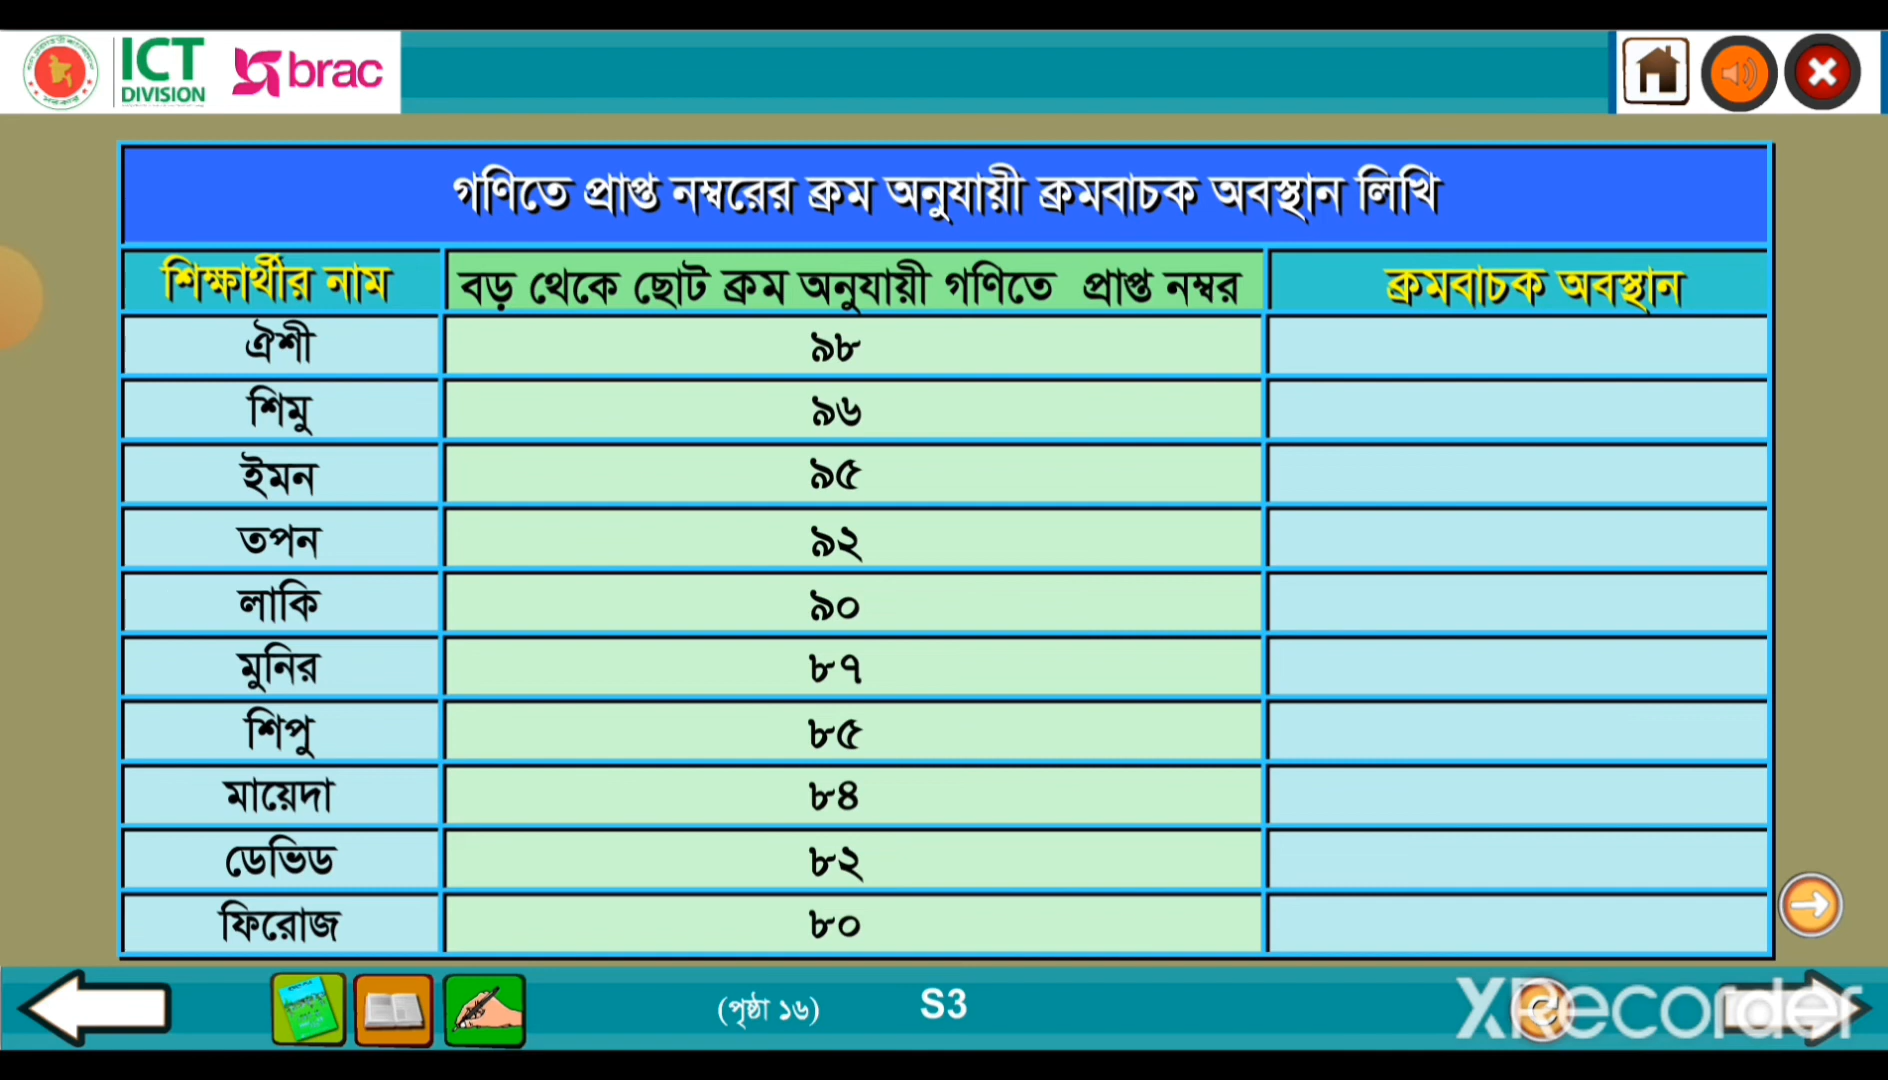 ICT
DIVISION
brac
গণিতে প্রাপ্ত নম্বরের ক্রম অনুযায়ী ক্রমবাচক অবস্থান লিখি
শিক্ষার্থীর নাম বড় থেকে ছোট ক্রম অনুযায়ী গণিতে প্রাপ্ত নম্বর ক্রমবাচক অবস্থান
ঐশী ৯৮
শিমু ৯৬
ইমন ৯৫
তপন ৯২
লাকি ৯০
মুনির ৮৭
শিপু ৮৫
মায়েদা ৮৪
ডেভিড ৮২
ফিরোজ ৮০
(পৃষ্ঠা ১৬) S3
XRecorder